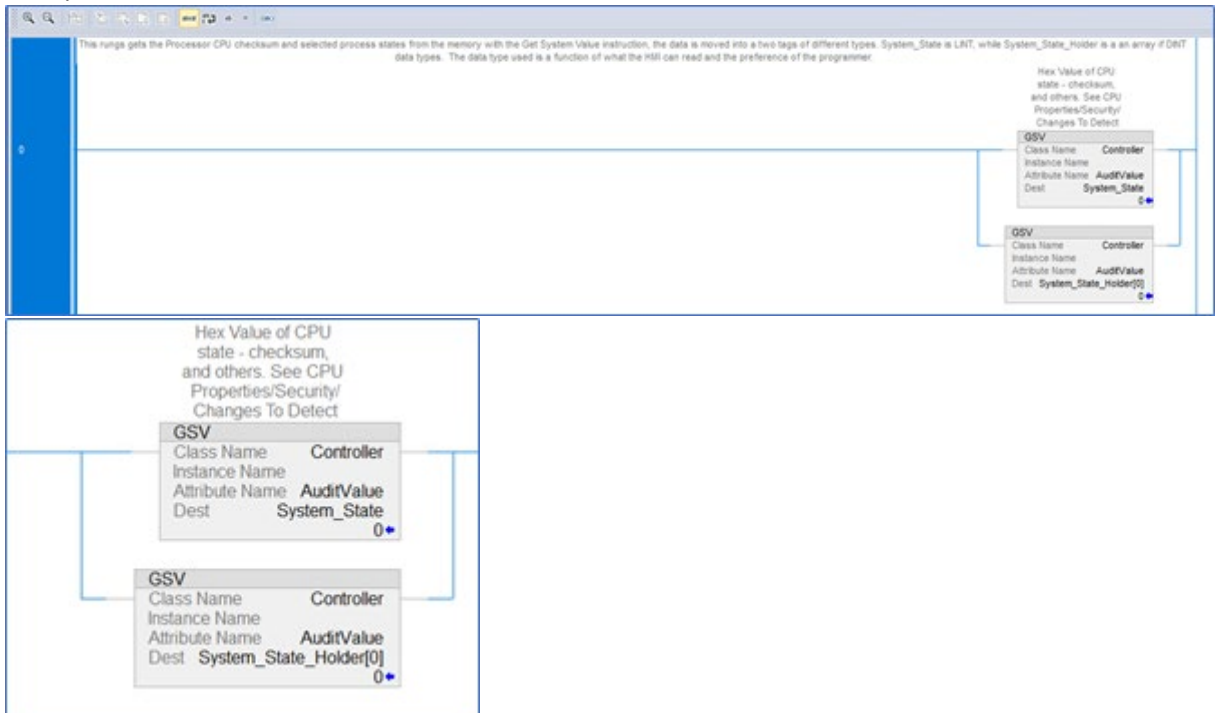 This rungs gets the Processor CPU checksum and selected process states from the memory with the Get System Value instruction, the data is moved into a two tags of different types. System_State is LINT, while System_State_Holder is a an array if DINT
data types. The data type used is a function of what the HMI can read and the preference of the programmer.
Hex Value of CPU
state - checksum,
and others. See CPU
Properties/Security/
Changes To Detect
0
GSV
Class Name Controller
Instance Name
Attribute Name AuditValue
Dest System_State
0
GSV
Class Name Controller
Instance Name
Attribute Name AuditValue
Dest System_State_Holder[0]
0
Hex Value of CPU
state - checksum,
and others. See CPU
Properties/Security/
Changes To Detect
GSV
Class Name Controller
Instance Name
Attribute Name AuditValue
Dest System_State
0
GSV
Class Name Controller
Instance Name
Attribute Name AuditValue
Dest System_State_Holder[0]
0